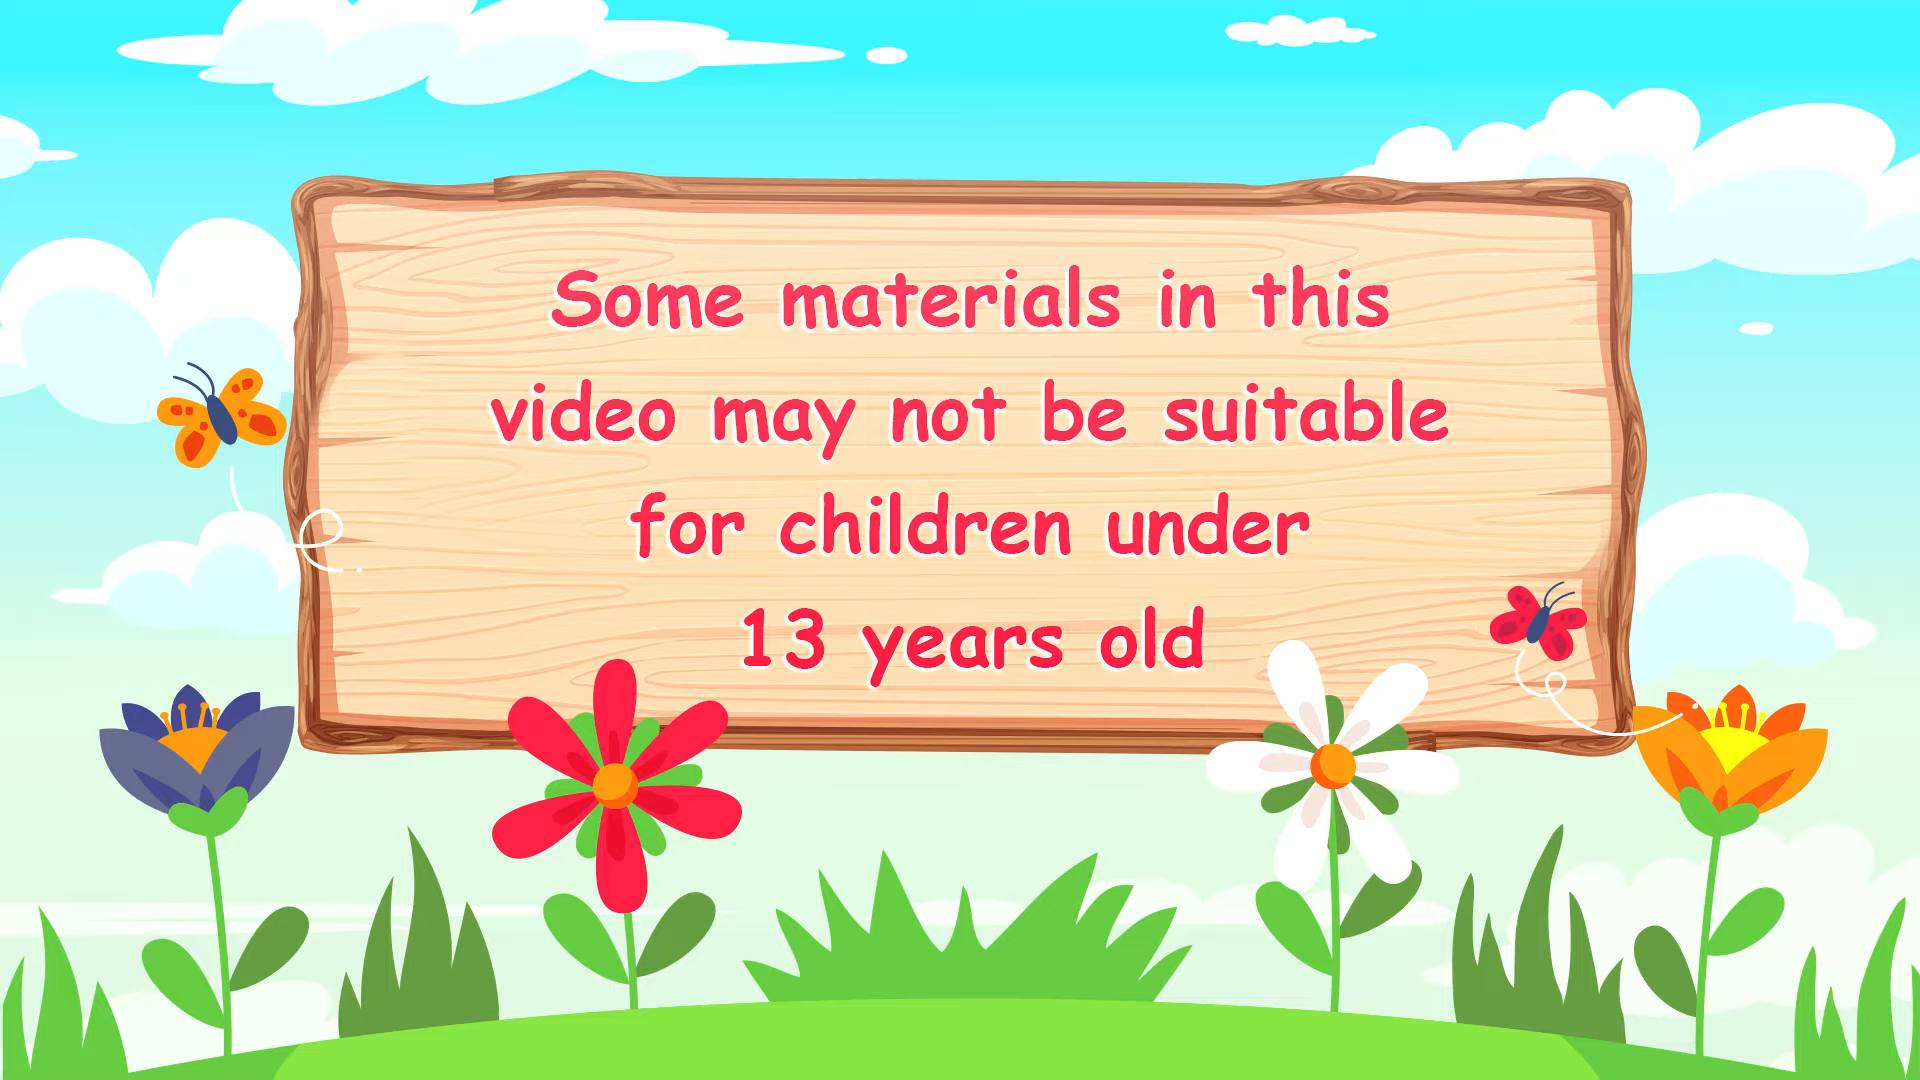 Some materials in this
video may not be suitable
for children under
13 years old